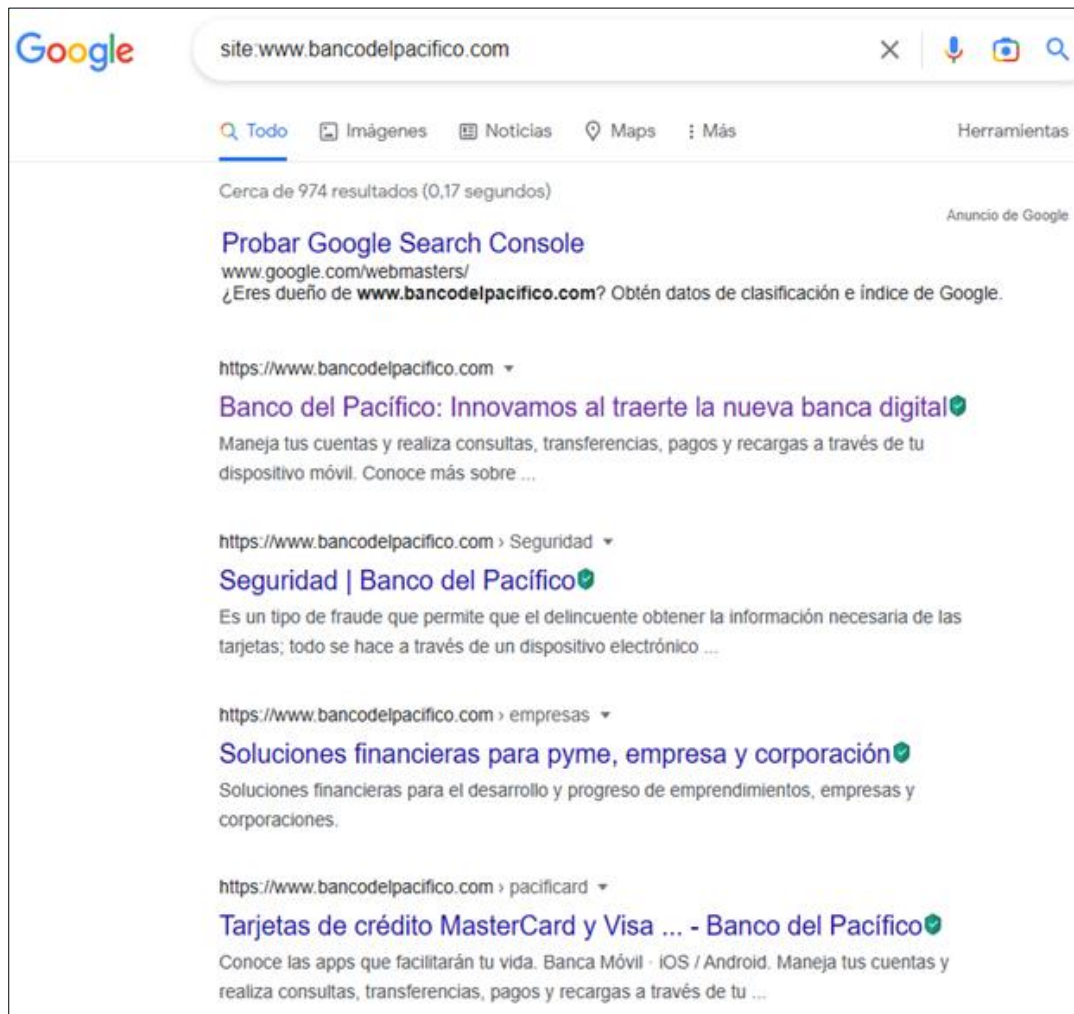 Google
site:www.bancodelpacifico.com
Todo Imágenes Noticias Maps Más Herramientas
Cerca de 974 resultados (0,17 segundos)
Anuncio de Google
Probar Google Search Console
www.google.com/webmasters/
¿Eres dueño de www.bancodelpacifico.com? Obtén datos de clasificación e índice de Google.
https://www.bancodelpacifico.com
Banco del Pacífico: Innovamos al traerte la nueva banca digital
Maneja tus cuentas y realiza consultas, transferencias, pagos y recargas a través de tu
dispositivo móvil. Conoce más sobre ...
https://www.bancodelpacifico.com › Seguridad
Seguridad | Banco del Pacífico
Es un tipo de fraude que permite que el delincuente obtener la información necesaria de las
tarjetas; todo se hace a través de un dispositivo electrónico ...
https://www.bancodelpacifico.com › empresas
Soluciones financieras para pyme, empresa y corporación
Soluciones financieras para el desarrollo y progreso de emprendimientos, empresas y
corporaciones.
https://www.bancodelpacifico.com › pacificard
Tarjetas de crédito MasterCard y Visa ... - Banco del Pacífico
Conoce las apps que facilitarán tu vida. Banca Móvil · iOS / Android. Maneja tus cuentas y
realiza consultas, transferencias, pagos y recargas a través de tu ...